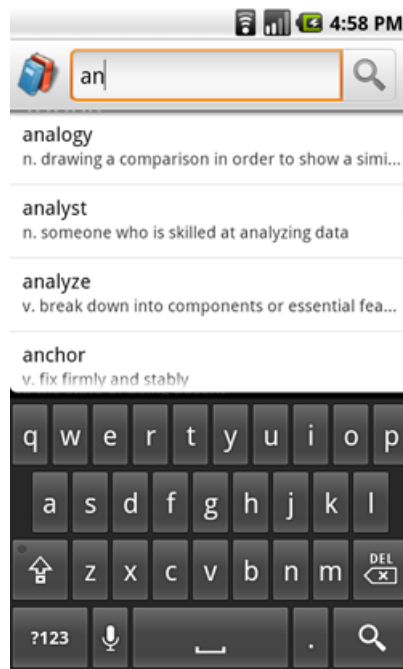 4:58 PM
an
analogy
n. drawing a comparison in order to show a simi...
analyst
n. someone who is skilled at analyzing data
analyze
v. break down into components or essential fea...
anchor
v. fix firmly and stably
q w e r t y u i o p
a s d f g h j k l
z x c v b n m DEL
?123 .